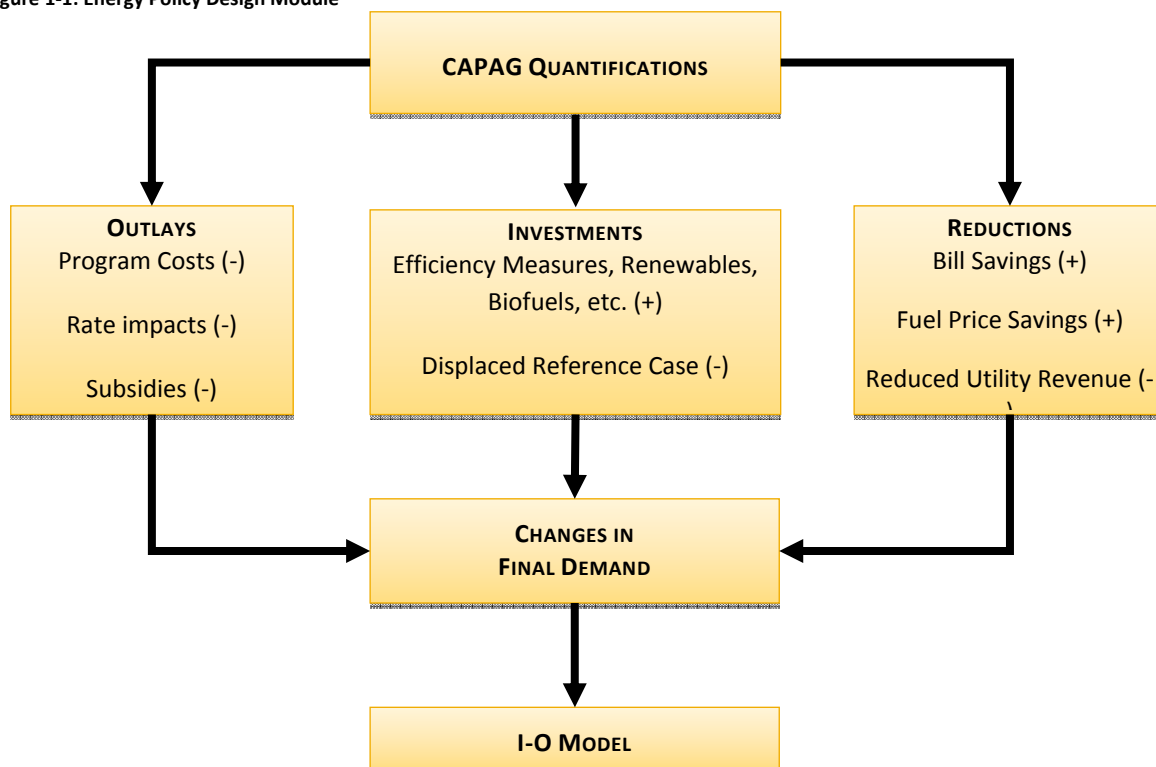 gure 1-1: Energy Policy Design Module
CAPAG QUANTIFICATIONS
OUTLAYS
Program Costs (-)
Rate impacts (-)
Subsidies (-)
INVESTMENTS
Efficiency Measures, Renewables,
Biofuels, etc. (+)
Displaced Reference Case (-)
REDUCTIONS
Bill Savings (+)
Fuel Price Savings (+)
Reduced Utility Revenue (-
CHANGES IN
FINAL DEMAND
I-O MODEL